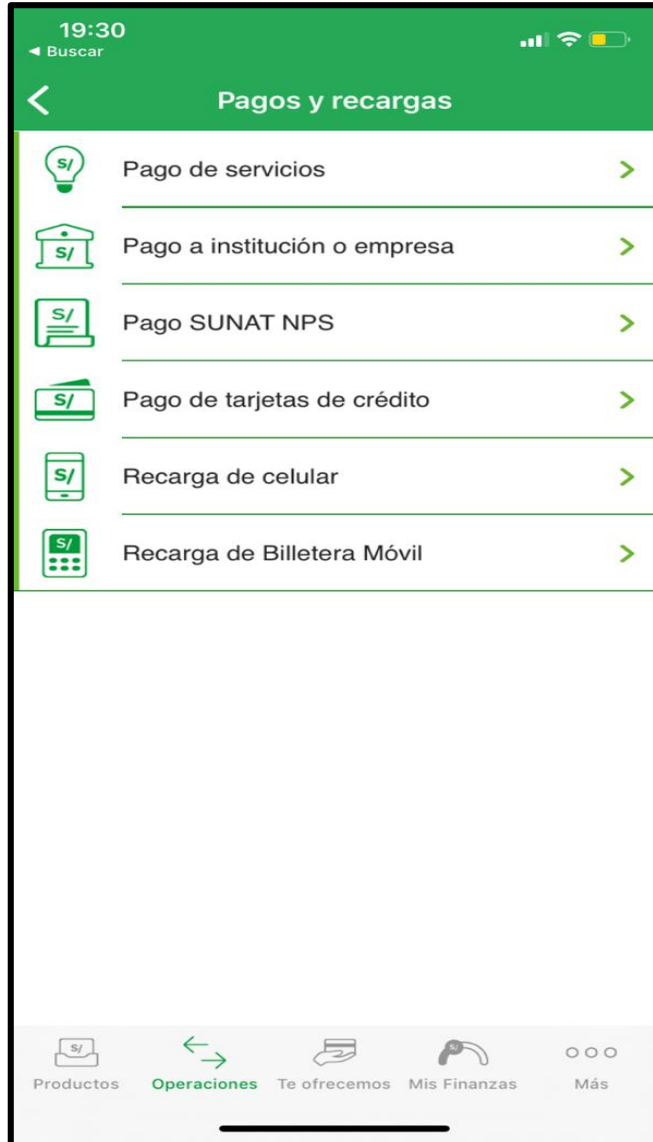 19:30
◄ Buscar
Pagos y recargas
S/ Pago de servicios
S/ Pago a institución o empresa
S/ Pago SUNAT NPS
S/ Pago de tarjetas de crédito
S/ Recarga de celular
S/ Recarga de Billetera Móvil
S/ S/
Productos Operaciones Te ofrecemos Mis Finanzas Más